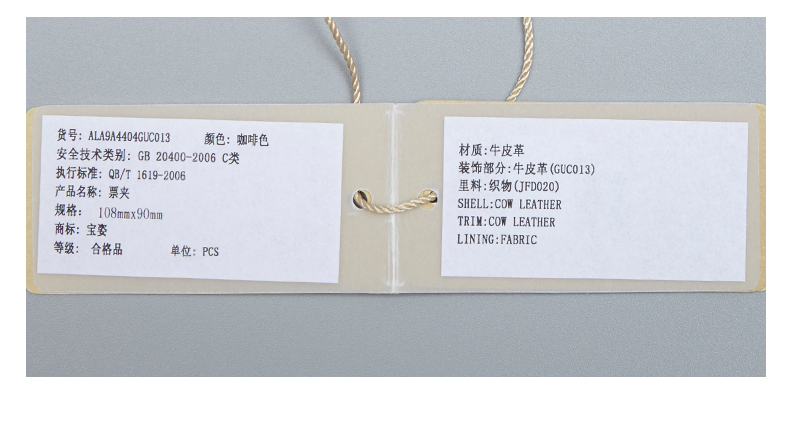 货号: ALA9A4404GUC013 颜色: 咖啡色
安全技术类别: GB 20400-2006 C类
执行标准: QB/T 1619-2006
产品名称: 票夹
规格: 108mmx90mm
商标: 宝姿
等级: 合格品 单位: PCS
材质:牛皮革
装饰部分:牛皮革(GUC013)
里料:织物(JFD020)
SHELL:COW LEATHER
TRIM:COW LEATHER
LINING:FABRIC